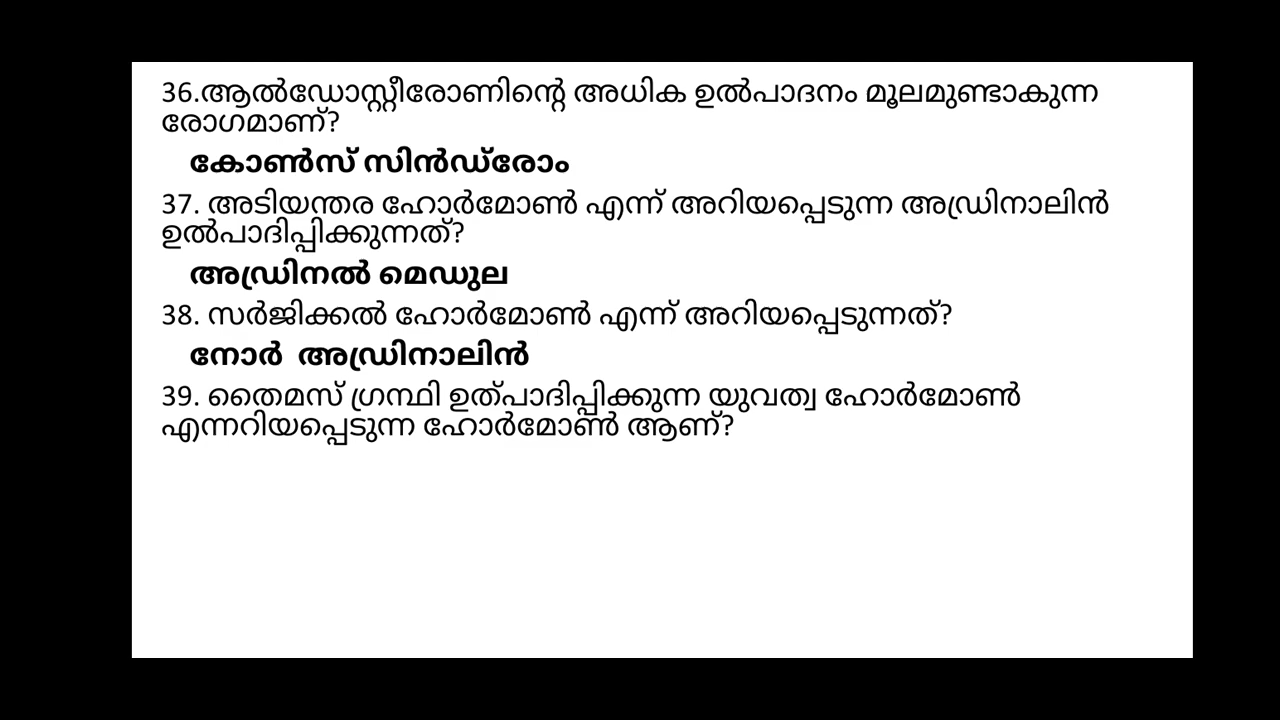 36.ആൽഡോസ്റ്റീരോണിന്റെ അധിക ഉൽപാദനം മൂലമുണ്ടാകുന്ന
രോഗമാണ്?
കോൺസ് സിൻഡ്രോം
37. അടിയന്തര ഹോർമോൺ എന്ന് അറിയപ്പെടുന്ന അഡ്രിനാലിൻ
ഉൽപാദിപ്പിക്കുന്നത്?
അഡ്രിനൽ മെഡുല
38. സർജിക്കൽ ഹോർമോൺ എന്ന് അറിയപ്പെടുന്നത്?
നോർ അഡ്രിനാലിൻ
39. തൈമസ് ഗ്രന്ഥി ഉത്പാദിപ്പിക്കുന്ന യുവത്വ ഹോർമോൺ
എന്നറിയപ്പെടുന്ന ഹോർമോൺ ആണ്?